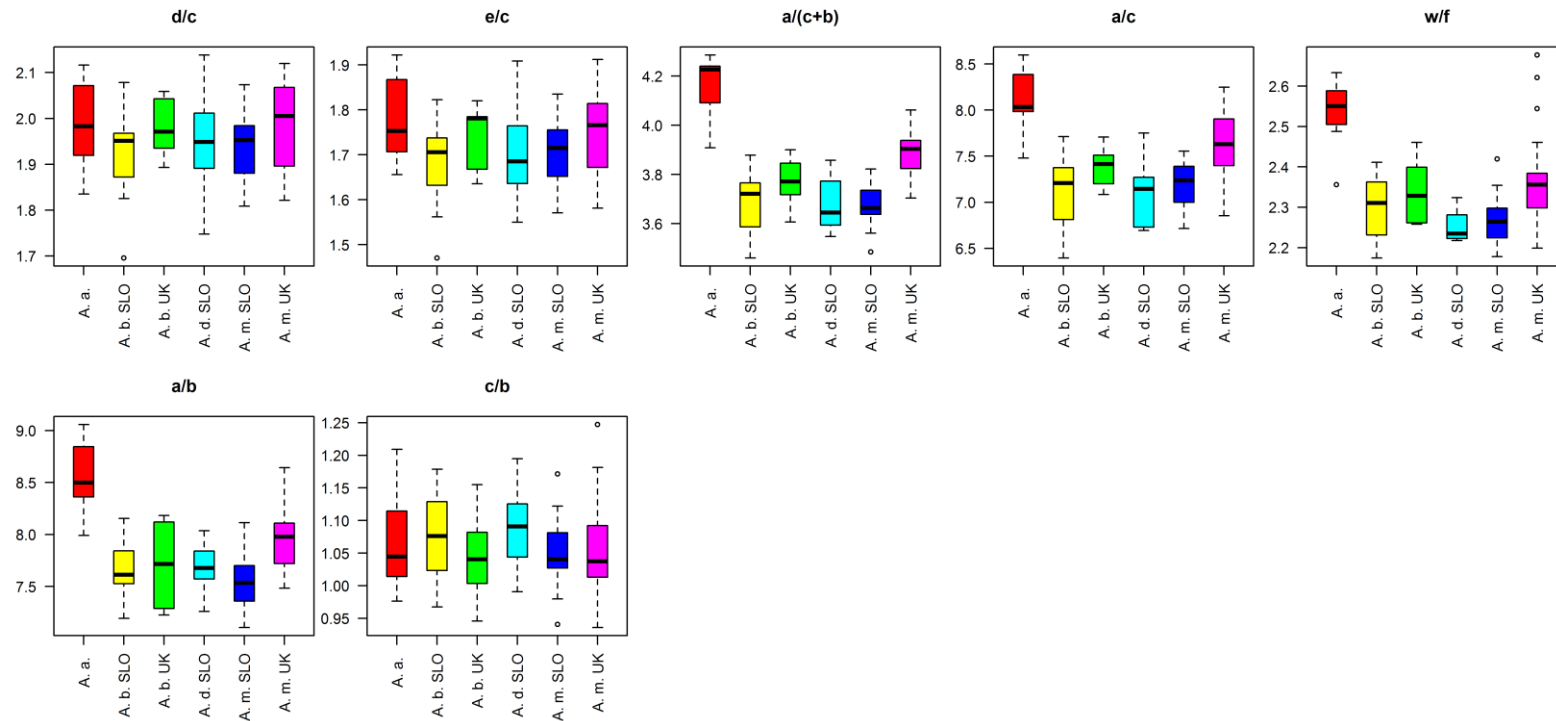 d/c
2.1
2.0
1.9
1.8
1.7
A. a.
A. b. SLO
A. b. UK
A. d. SLO
A. m. SLO
A. m. UK
e/c
1.9
1.8
1.7
1.6
1.5
A. a.
A. b. SLO
A. b. UK
A. d. SLO
A. m. SLO
A. m. UK
a/(c+b)
4.2
4.0
3.8
3.6
A. a.
A. b. SLO
A. b. UK
A. d. SLO
A. m. SLO
A. m. UK
a/c
8.5
8.0
7.5
7.0
6.5
A. a.
A. b. SLO
A. b. UK
A. d. SLO
A. m. SLO
A. m. UK
w/f
2.6
2.5
2.4
2.3
2.2
A. a.
A. b. SLO
A. b. UK
A. d. SLO
A. m. SLO
A. m. UK
a/b
9.0
8.5
8.0
7.5
A. a.
A. b. SLO
A. b. UK
A. d. SLO
A. m. SLO
A. m. UK
c/b
1.25
1.20
1.15
1.10
1.05
1.00
0.95
A. a.
A. b. SLO
A. b. UK
A. d. SLO
A. m. SLO
A. m. UK